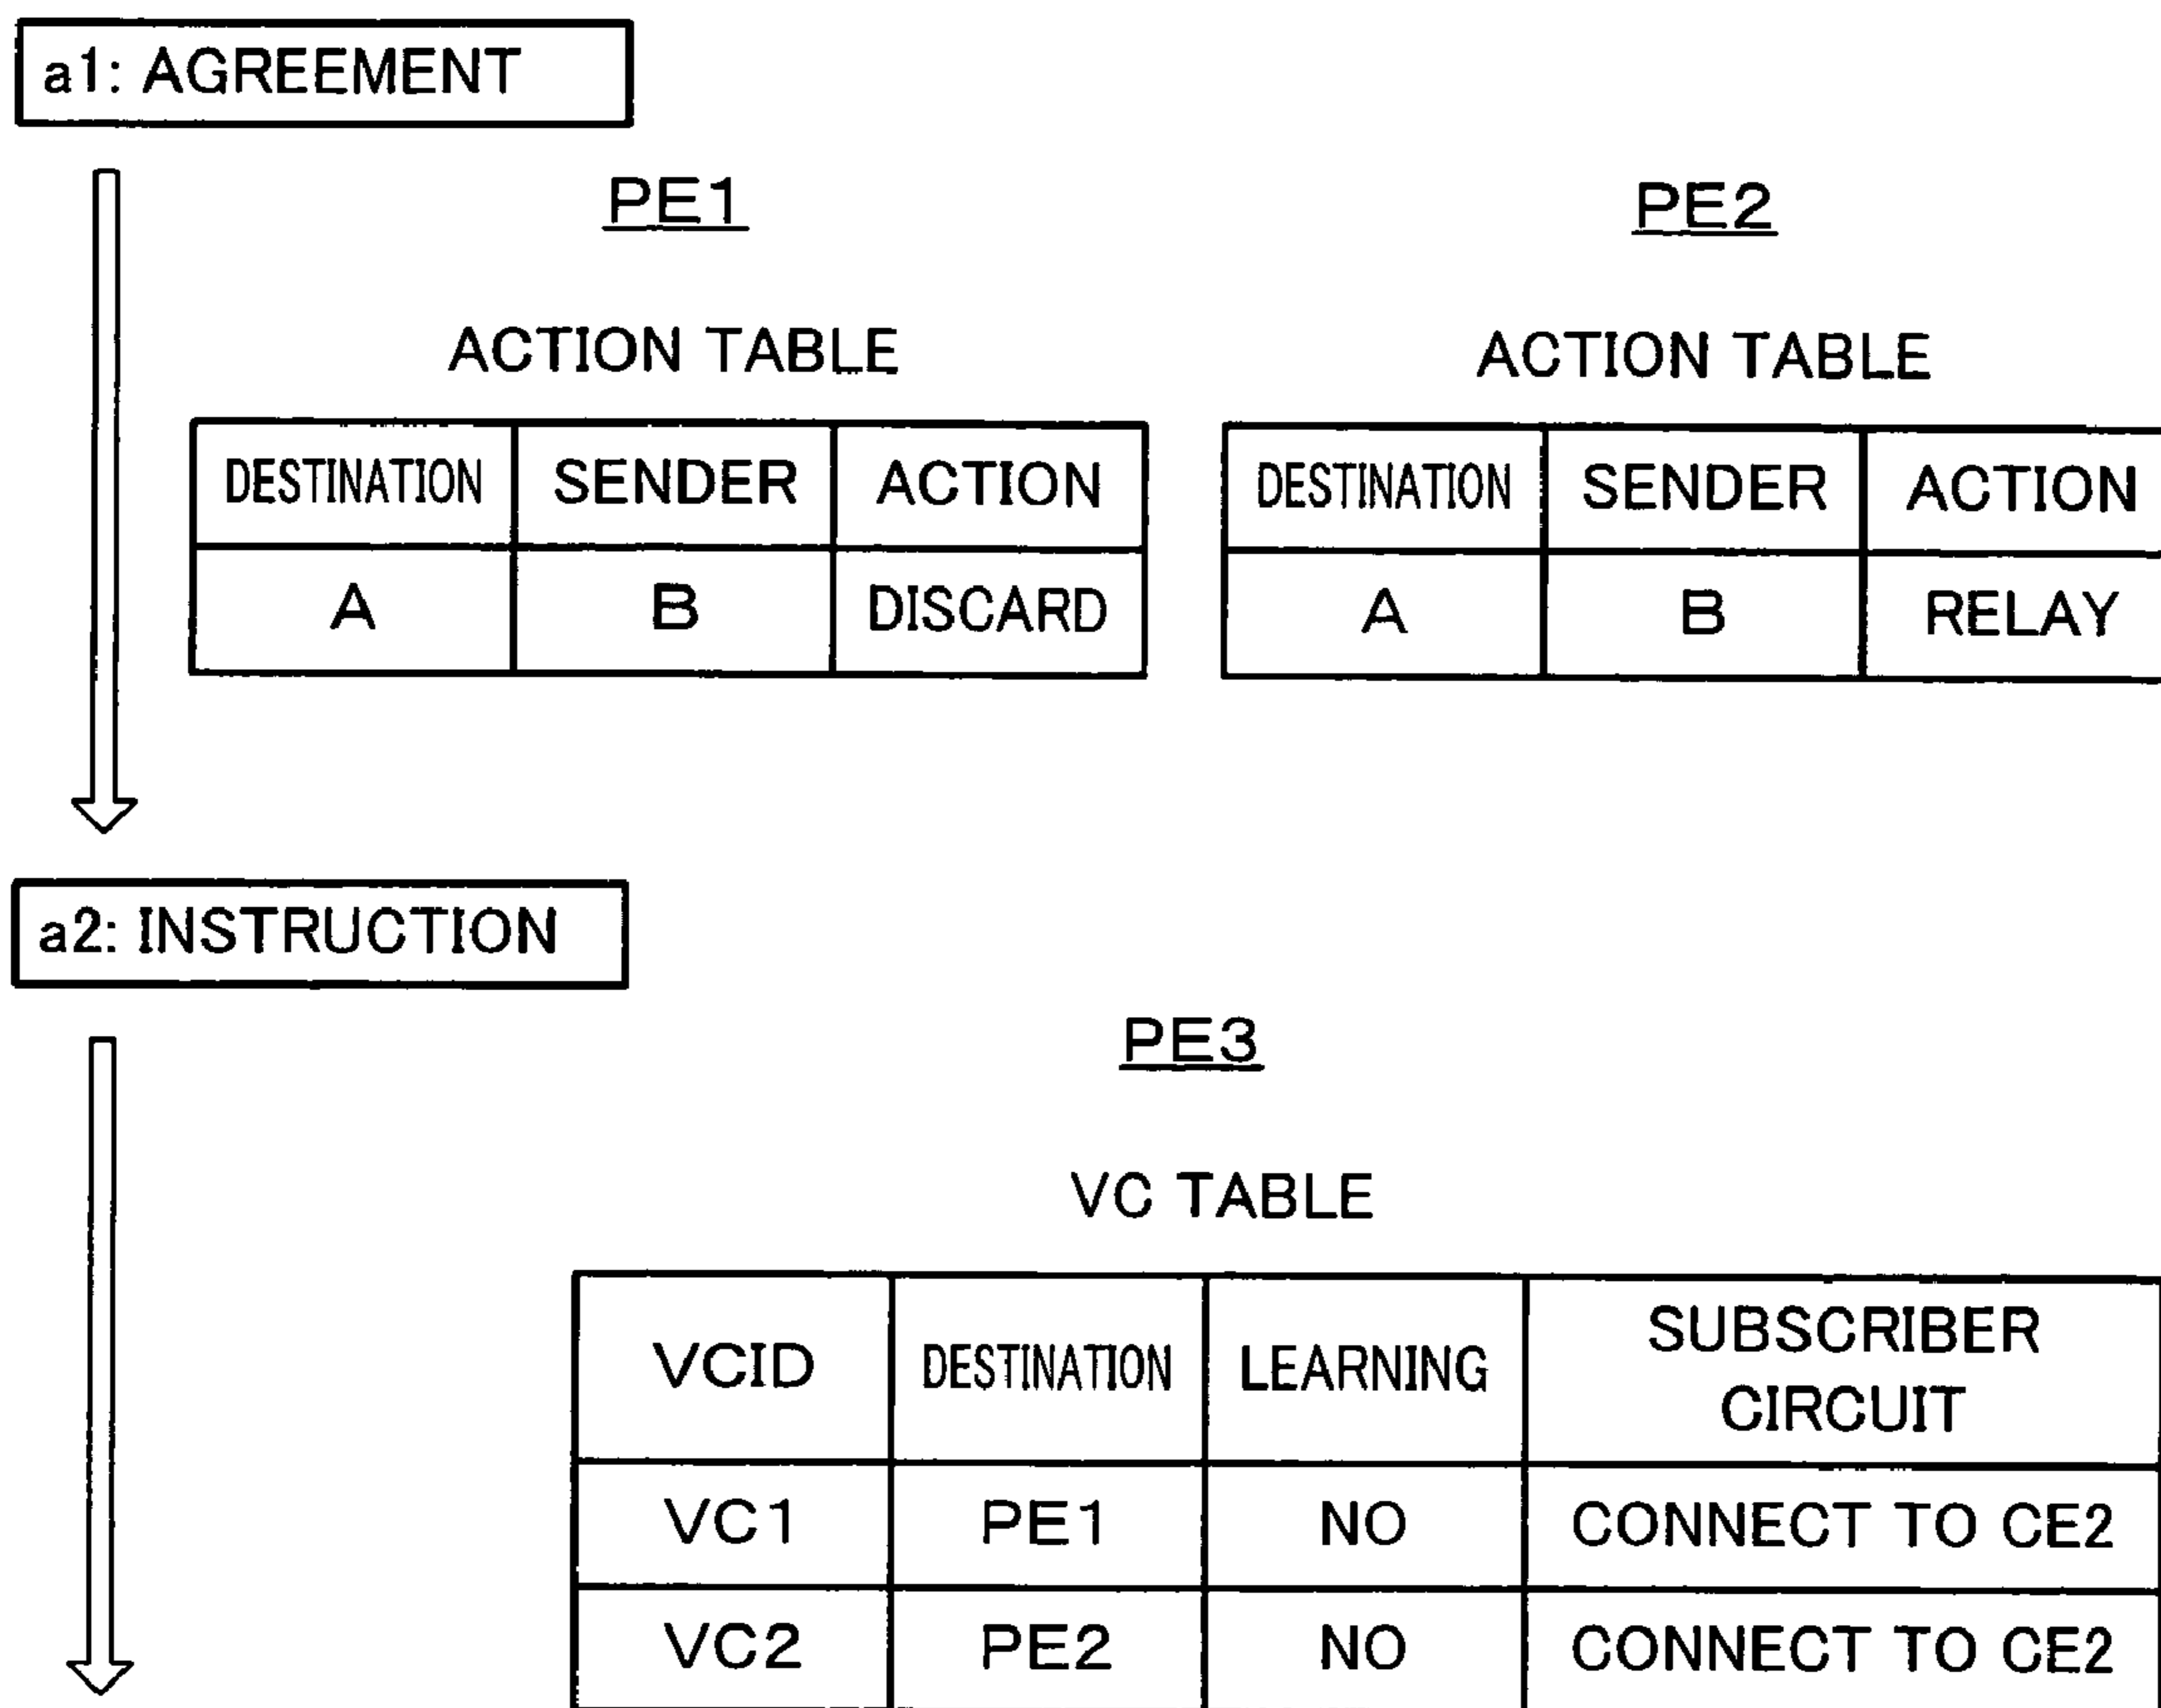 a1: AGREEMENT
PE1
PE2
ACTION TABLE
ACTION TABLE
DESTINATION SENDER ACTION
A B DISCARD
DESTINATION SENDER ACTION
A B RELAY
a2: INSTRUCTION
PE3
VC TABLE
VCID DESTINATION LEARNING SUBSCRIBER
CIRCUIT
VC1 PE1 NO CONNECT TO CE2
VC2 PE2 NO CONNECT TO CE2